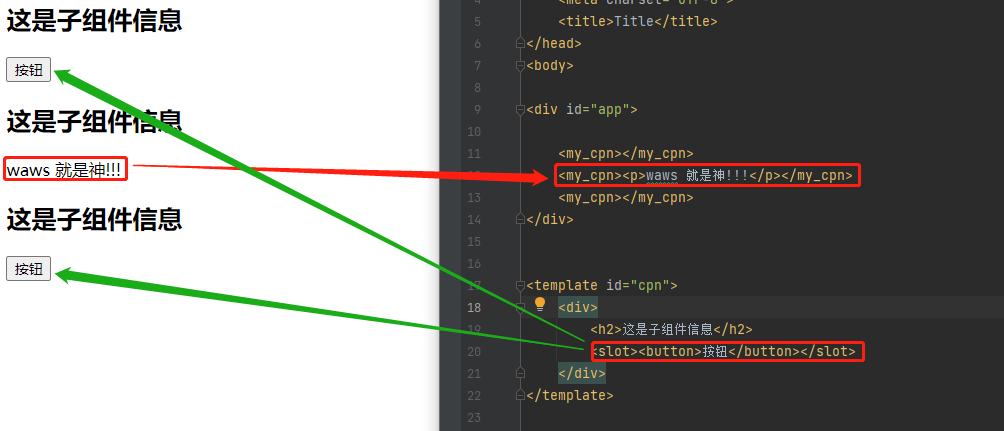 这是子组件信息
按钮
这是子组件信息
waws 就是神!!!
这是子组件信息
按钮
4 <meta charset="UTF-8">
5 <title>Title</title>
6 </head>
7 <body>
8
9 <div id="app">
10
11 <my_cpn></my_cpn>
12 <my_cpn><p>waws 就是神!!!</p></my_cpn>
13 <my_cpn></my_cpn>
14 </div>
15
16
17 <template id="cpn">
18 <div>
19 <h2>这是子组件信息</h2>
20 <slot><button>按钮</button></slot>
21 </div>
22 </template>
23